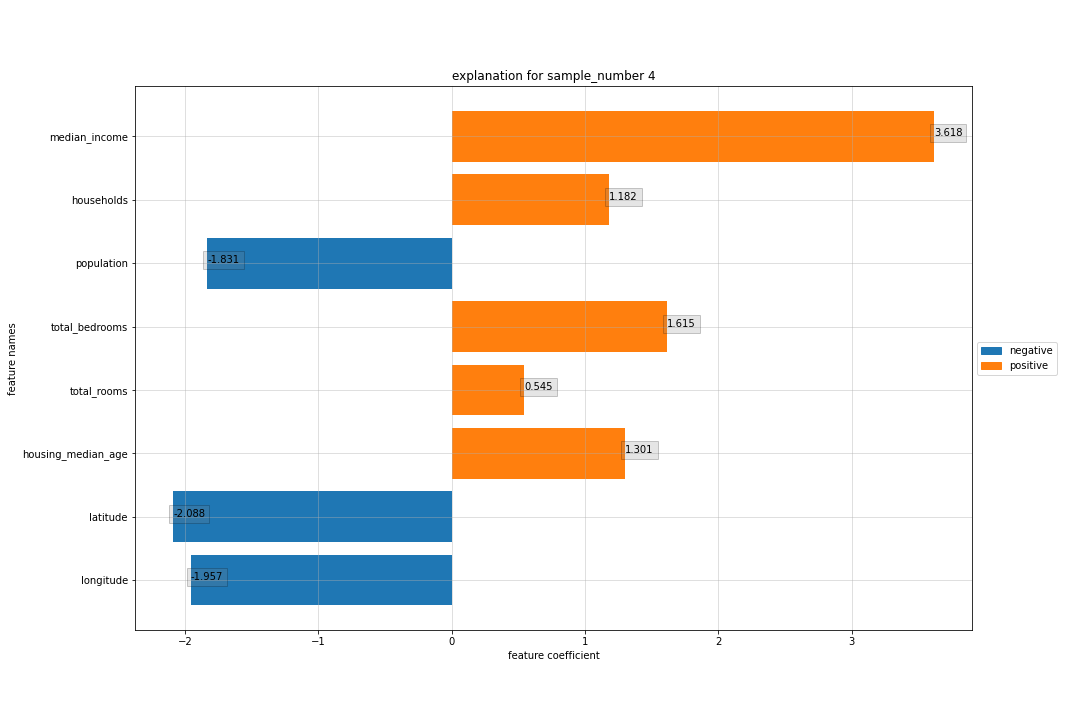 explanation for sample_number 4
feature names
median_income
3.618
households
1.182
population
-1.831
total_bedrooms
1.615
total_rooms
0.545
housing_median_age
1.301
latitude
-2.088
longitude
-1.957
negative
positive
−2 −1 0 1 2 3
feature coefficient